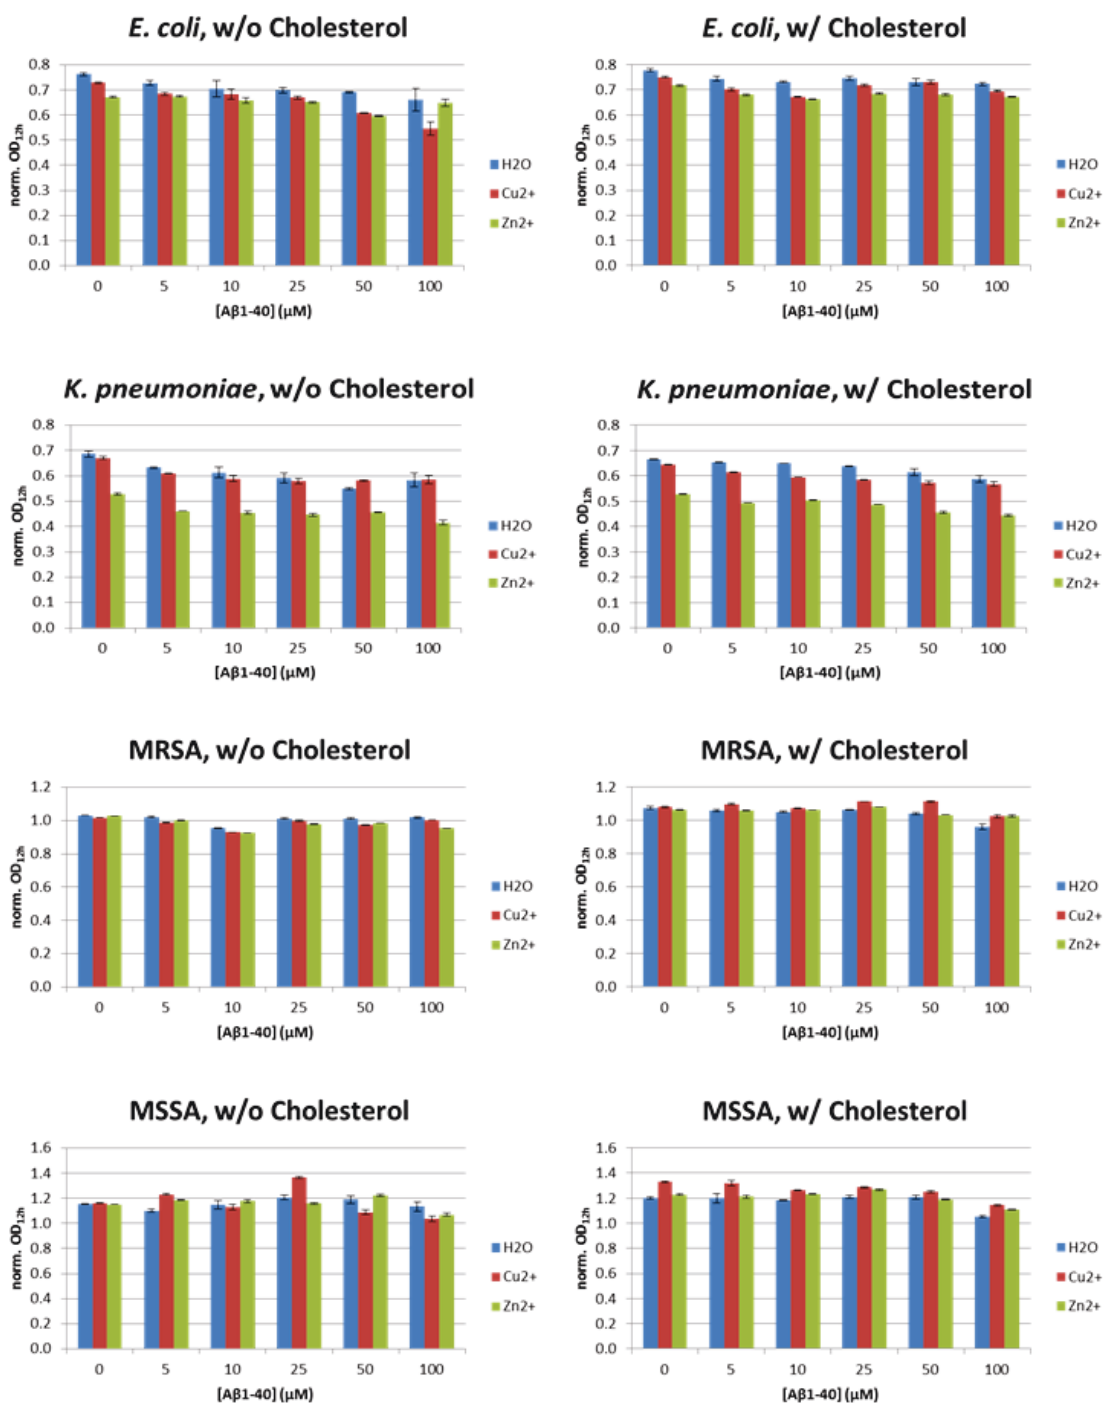 E. coli, w/o Cholesterol
0.8
0.7
0.6
0.5
0.4
0.3
0.2
0.1
0.0
norm. OD12h
0 5 10 25 50 100
[Aβ1-40] (μM)
H2O
Cu2+
Zn2+
E. coli, w/ Cholesterol
0.8
0.7
0.6
0.5
0.4
0.3
0.2
0.1
0.0
norm. OD12h
0 5 10 25 50 100
[Aβ1-40] (μM)
H2O
Cu2+
Zn2+
K. pneumoniae, w/o Cholesterol
0.8
0.7
0.6
0.5
0.4
0.3
0.2
0.1
0.0
norm. OD12h
0 5 10 25 50 100
[Aβ1-40] (μM)
H2O
Cu2+
Zn2+
K. pneumoniae, w/ Cholesterol
0.8
0.7
0.6
0.5
0.4
0.3
0.2
0.1
0.0
norm. OD12h
0 5 10 25 50 100
[Aβ1-40] (μM)
H2O
Cu2+
Zn2+
MRSA, w/o Cholesterol
1.2
1.0
0.8
0.6
0.4
0.2
0.0
norm. OD12h
0 5 10 25 50 100
[Aβ1-40] (μM)
H2O
Cu2+
Zn2+
MRSA, w/ Cholesterol
1.2
1.0
0.8
0.6
0.4
0.2
0.0
norm. OD12h
0 5 10 25 50 100
[Aβ1-40] (μM)
H2O
Cu2+
Zn2+
MSSA, w/o Cholesterol
1.6
1.4
1.2
1.0
0.8
0.6
0.4
0.2
0.0
norm. OD12h
0 5 10 25 50 100
[Aβ1-40] (μM)
H2O
Cu2+
Zn2+
MSSA, w/ Cholesterol
1.6
1.4
1.2
1.0
0.8
0.6
0.4
0.2
0.0
norm. OD12h
0 5 10 25 50 100
[Aβ1-40] (μM)
H2O
Cu2+
Zn2+